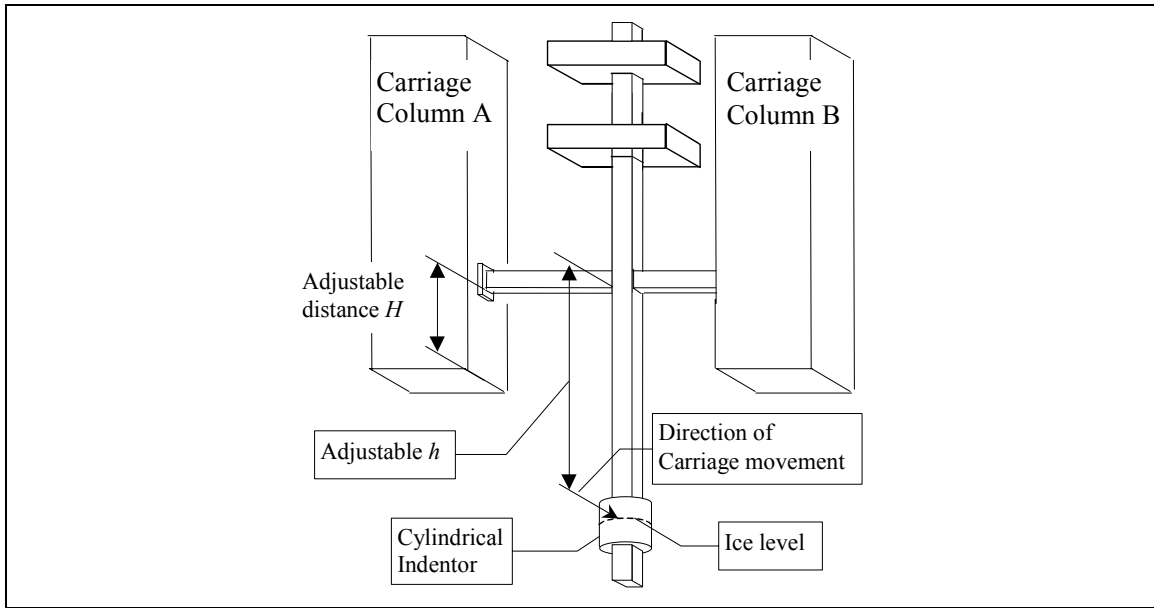 Carriage
Column A
Carriage
Column B
Adjustable
distance H
Adjustable h
Direction of
Carriage movement
Cylindrical
Indentor
Ice level